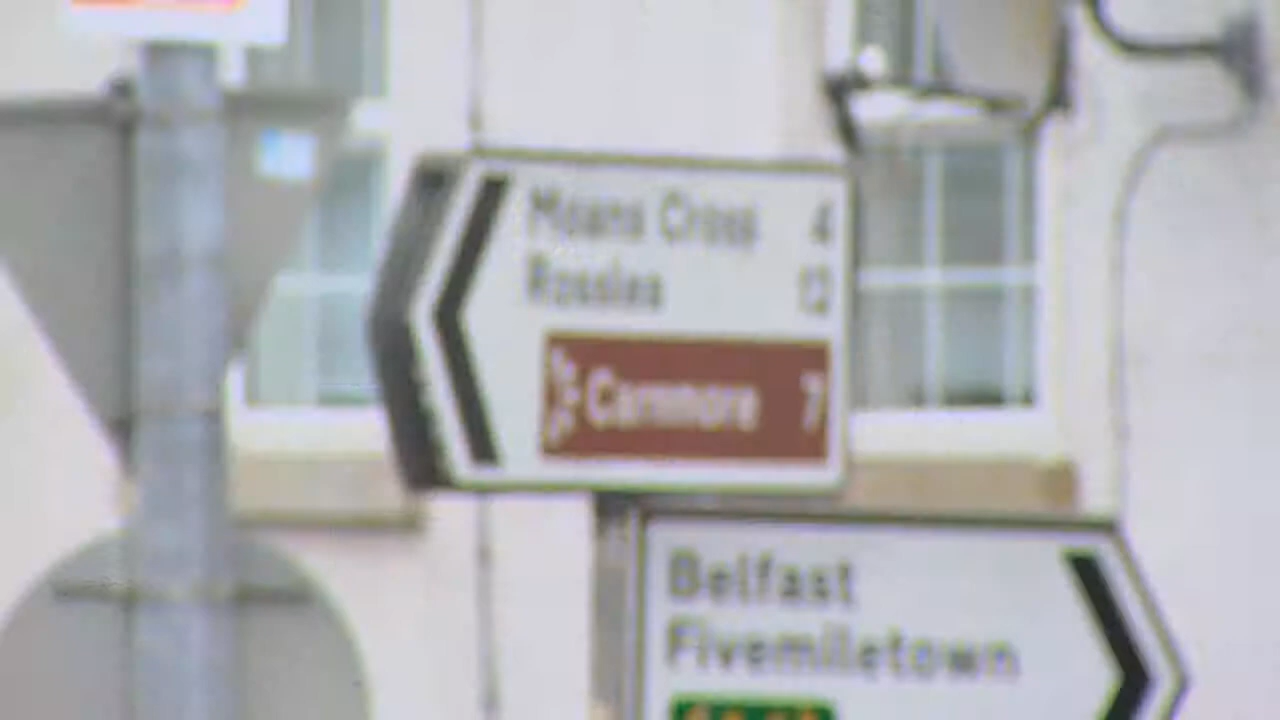 Moans Cross 4
Rosslea 12
Carnmore 7
Belfast
Fivemiletown